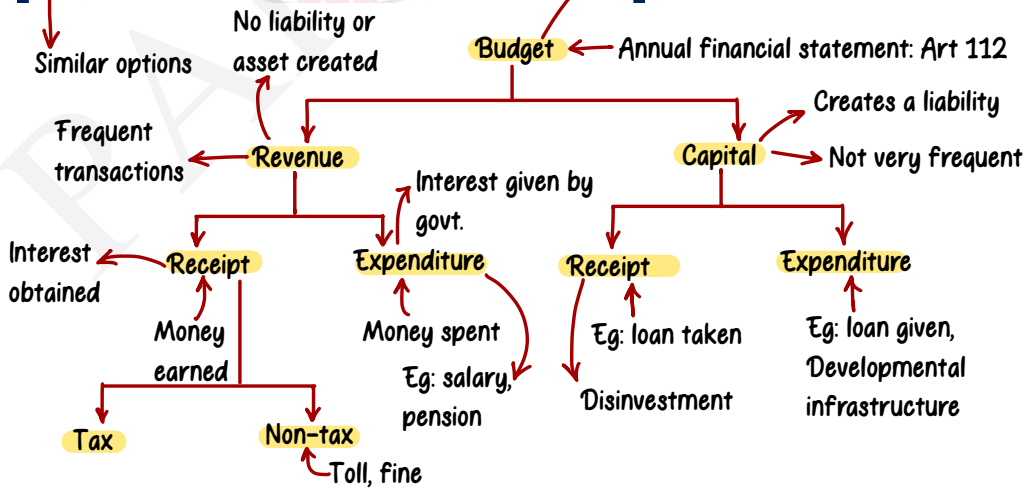 No liability or
asset created
Similar options
Budget
Annual financial statement: Art 112
Creates a liability
Not very frequent
Frequent
transactions
Revenue
Capital
Interest given by
govt.
Interest
obtained
Receipt
Expenditure
Receipt
Expenditure
Money
earned
Money spent
Eg: salary,
pension
Eg: loan taken
Disinvestment
Eg: loan given,
Developmental
infrastructure
Tax
Non-tax
Toll, fine